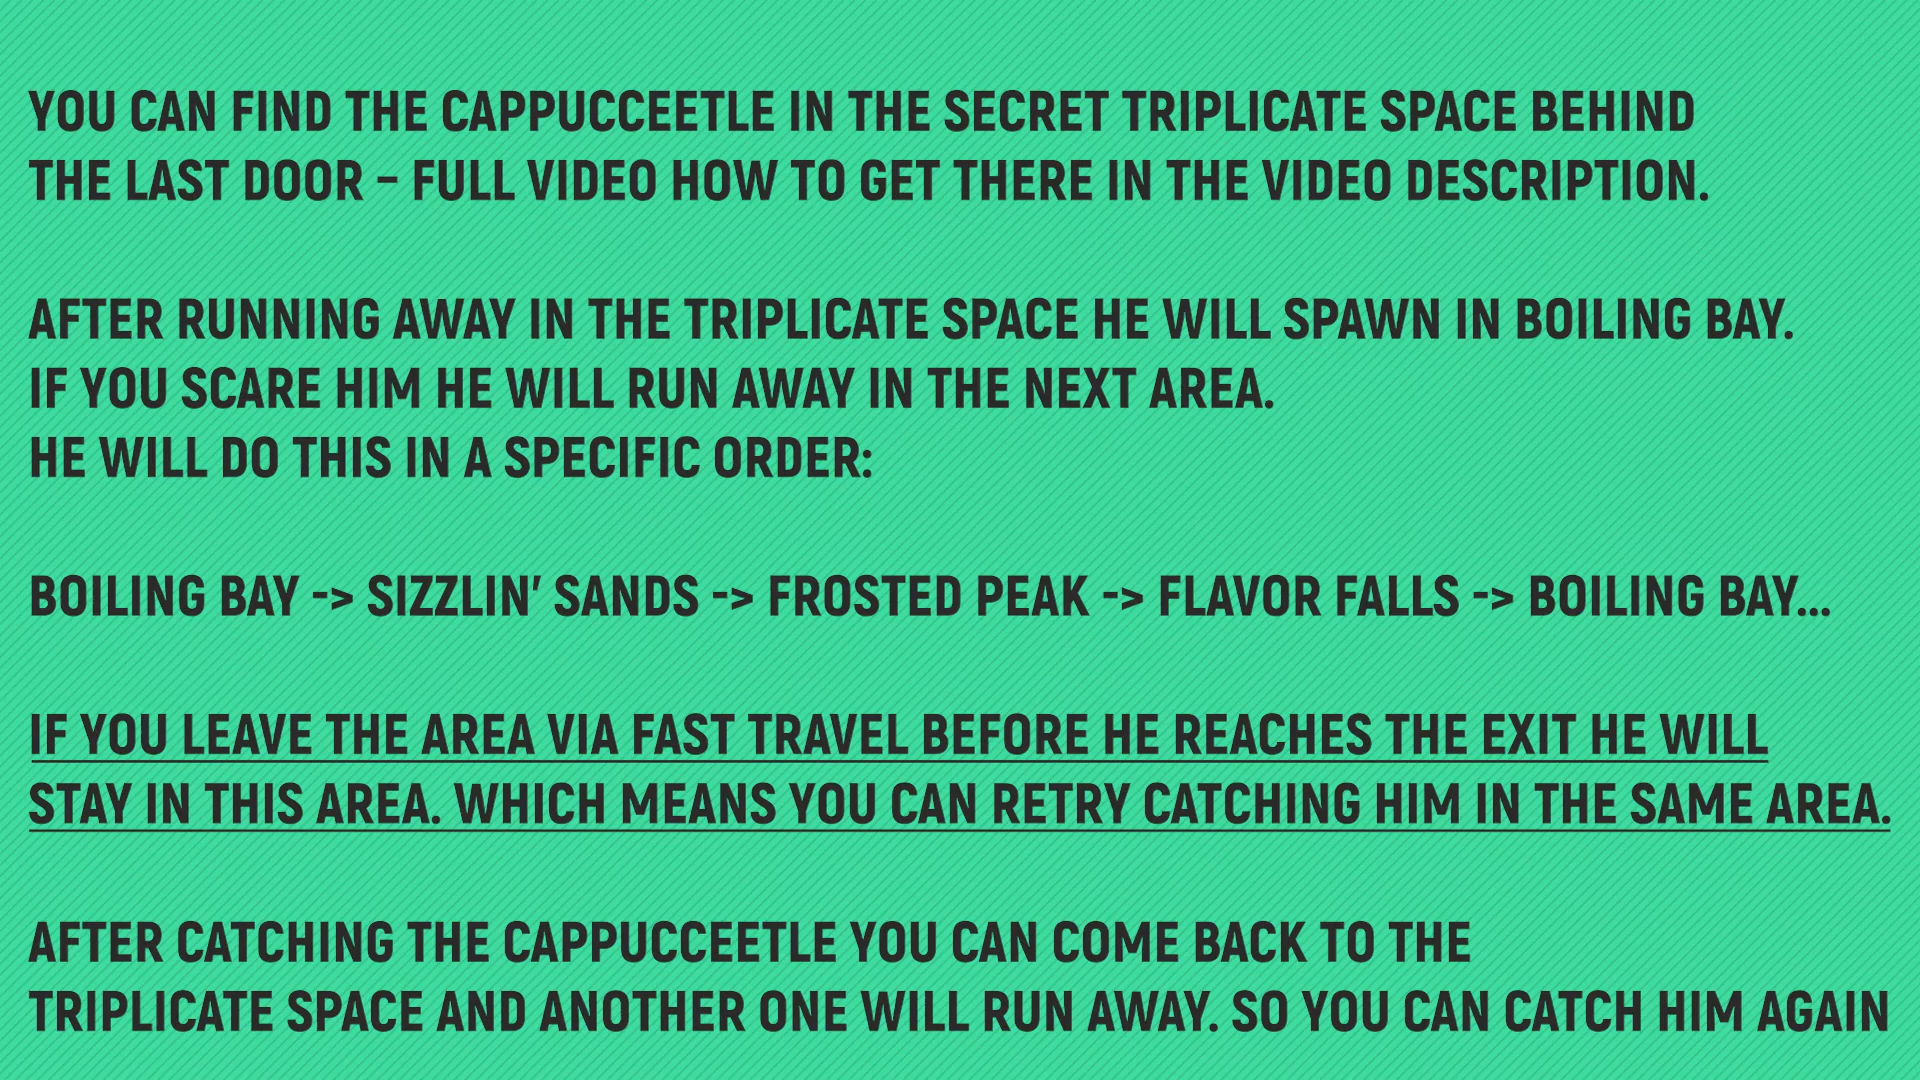 YOU CAN FIND THE CAPPUCCEETLE IN THE SECRET TRIPLICATE SPACE BEHIND
THE LAST DOOR – FULL VIDEO HOW TO GET THERE IN THE VIDEO DESCRIPTION.
AFTER RUNNING AWAY IN THE TRIPLICATE SPACE HE WILL SPAWN IN BOILING BAY.
IF YOU SCARE HIM HE WILL RUN AWAY IN THE NEXT AREA.
HE WILL DO THIS IN A SPECIFIC ORDER:
BOILING BAY -> SIZZLIN’ SANDS -> FROSTED PEAK -> FLAVOR FALLS -> BOILING BAY...
IF YOU LEAVE THE AREA VIA FAST TRAVEL BEFORE HE REACHES THE EXIT HE WILL
STAY IN THIS AREA. WHICH MEANS YOU CAN RETRY CATCHING HIM IN THE SAME AREA.
AFTER CATCHING THE CAPPUCCEETLE YOU CAN COME BACK TO THE
TRIPLICATE SPACE AND ANOTHER ONE WILL RUN AWAY. SO YOU CAN CATCH HIM AGAIN